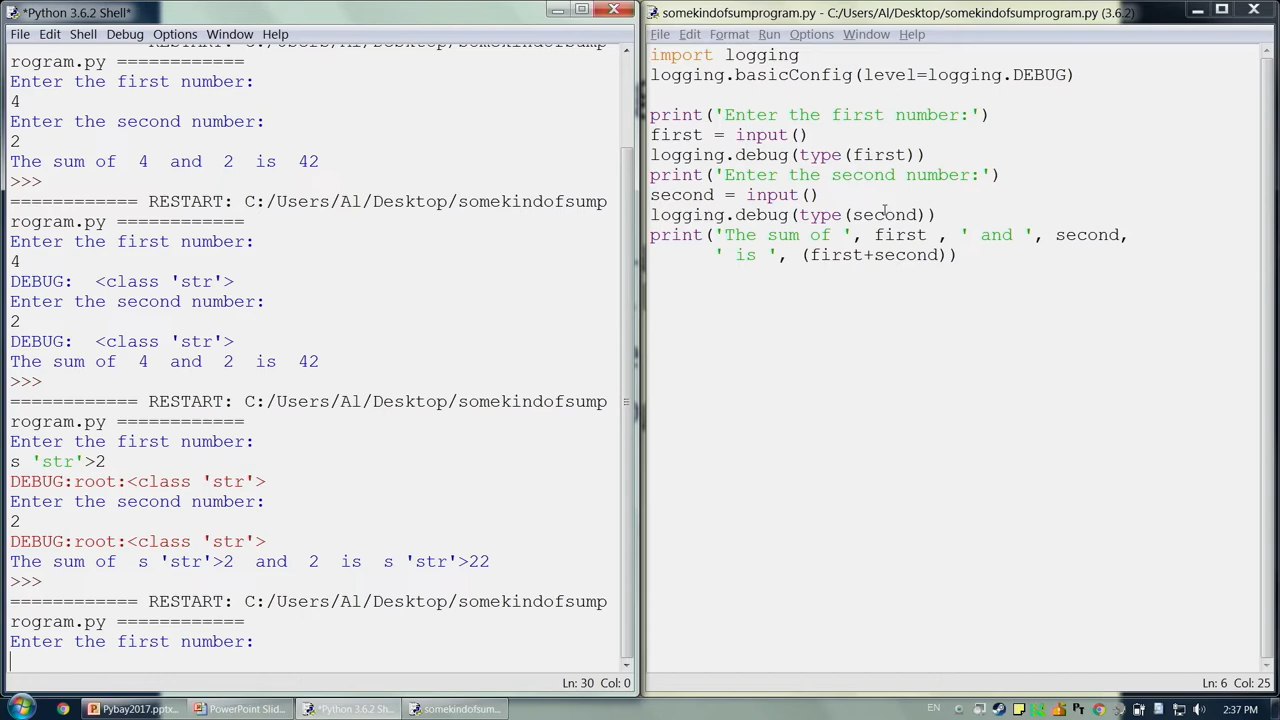 *Python 3.6.2 Shell*
File Edit Shell Debug Options Window Help
rogram.py ============
Enter the first number:
4
Enter the second number:
2
The sum of  4  and  2  is  42
>>>
============ RESTART: C:/Users/Al/Desktop/somekindofsump
rogram.py ============
Enter the first number:
4
DEBUG:  <class 'str'>
Enter the second number:
2
DEBUG:  <class 'str'>
The sum of  4  and  2  is  42
>>>
============ RESTART: C:/Users/Al/Desktop/somekindofsump
rogram.py ============
Enter the first number:
s 'str'>2
DEBUG:root:<class 'str'>
Enter the second number:
2
DEBUG:root:<class 'str'>
The sum of  s 'str'>2  and  2  is  s 'str'>22
>>>
============ RESTART: C:/Users/Al/Desktop/somekindofsump
rogram.py ============
Enter the first number:
Ln: 30 Col: 0
somekindofsumprogram.py - C:/Users/Al/Desktop/somekindofsumprogram.py (3.6.2)
File Edit Format Run Options Window Help
import logging
logging.basicConfig(level=logging.DEBUG)
print('Enter the first number:')
first = input()
logging.debug(type(first))
print('Enter the second number:')
second = input()
logging.debug(type(second))
print('The sum of ', first , ' and ', second,
      ' is ', (first+second))
Ln: 6 Col: 25
Pybay2017.pptx... PowerPoint Slid... *Python 3.6.2 Sh... somekindofsum... EN 2:37 PM